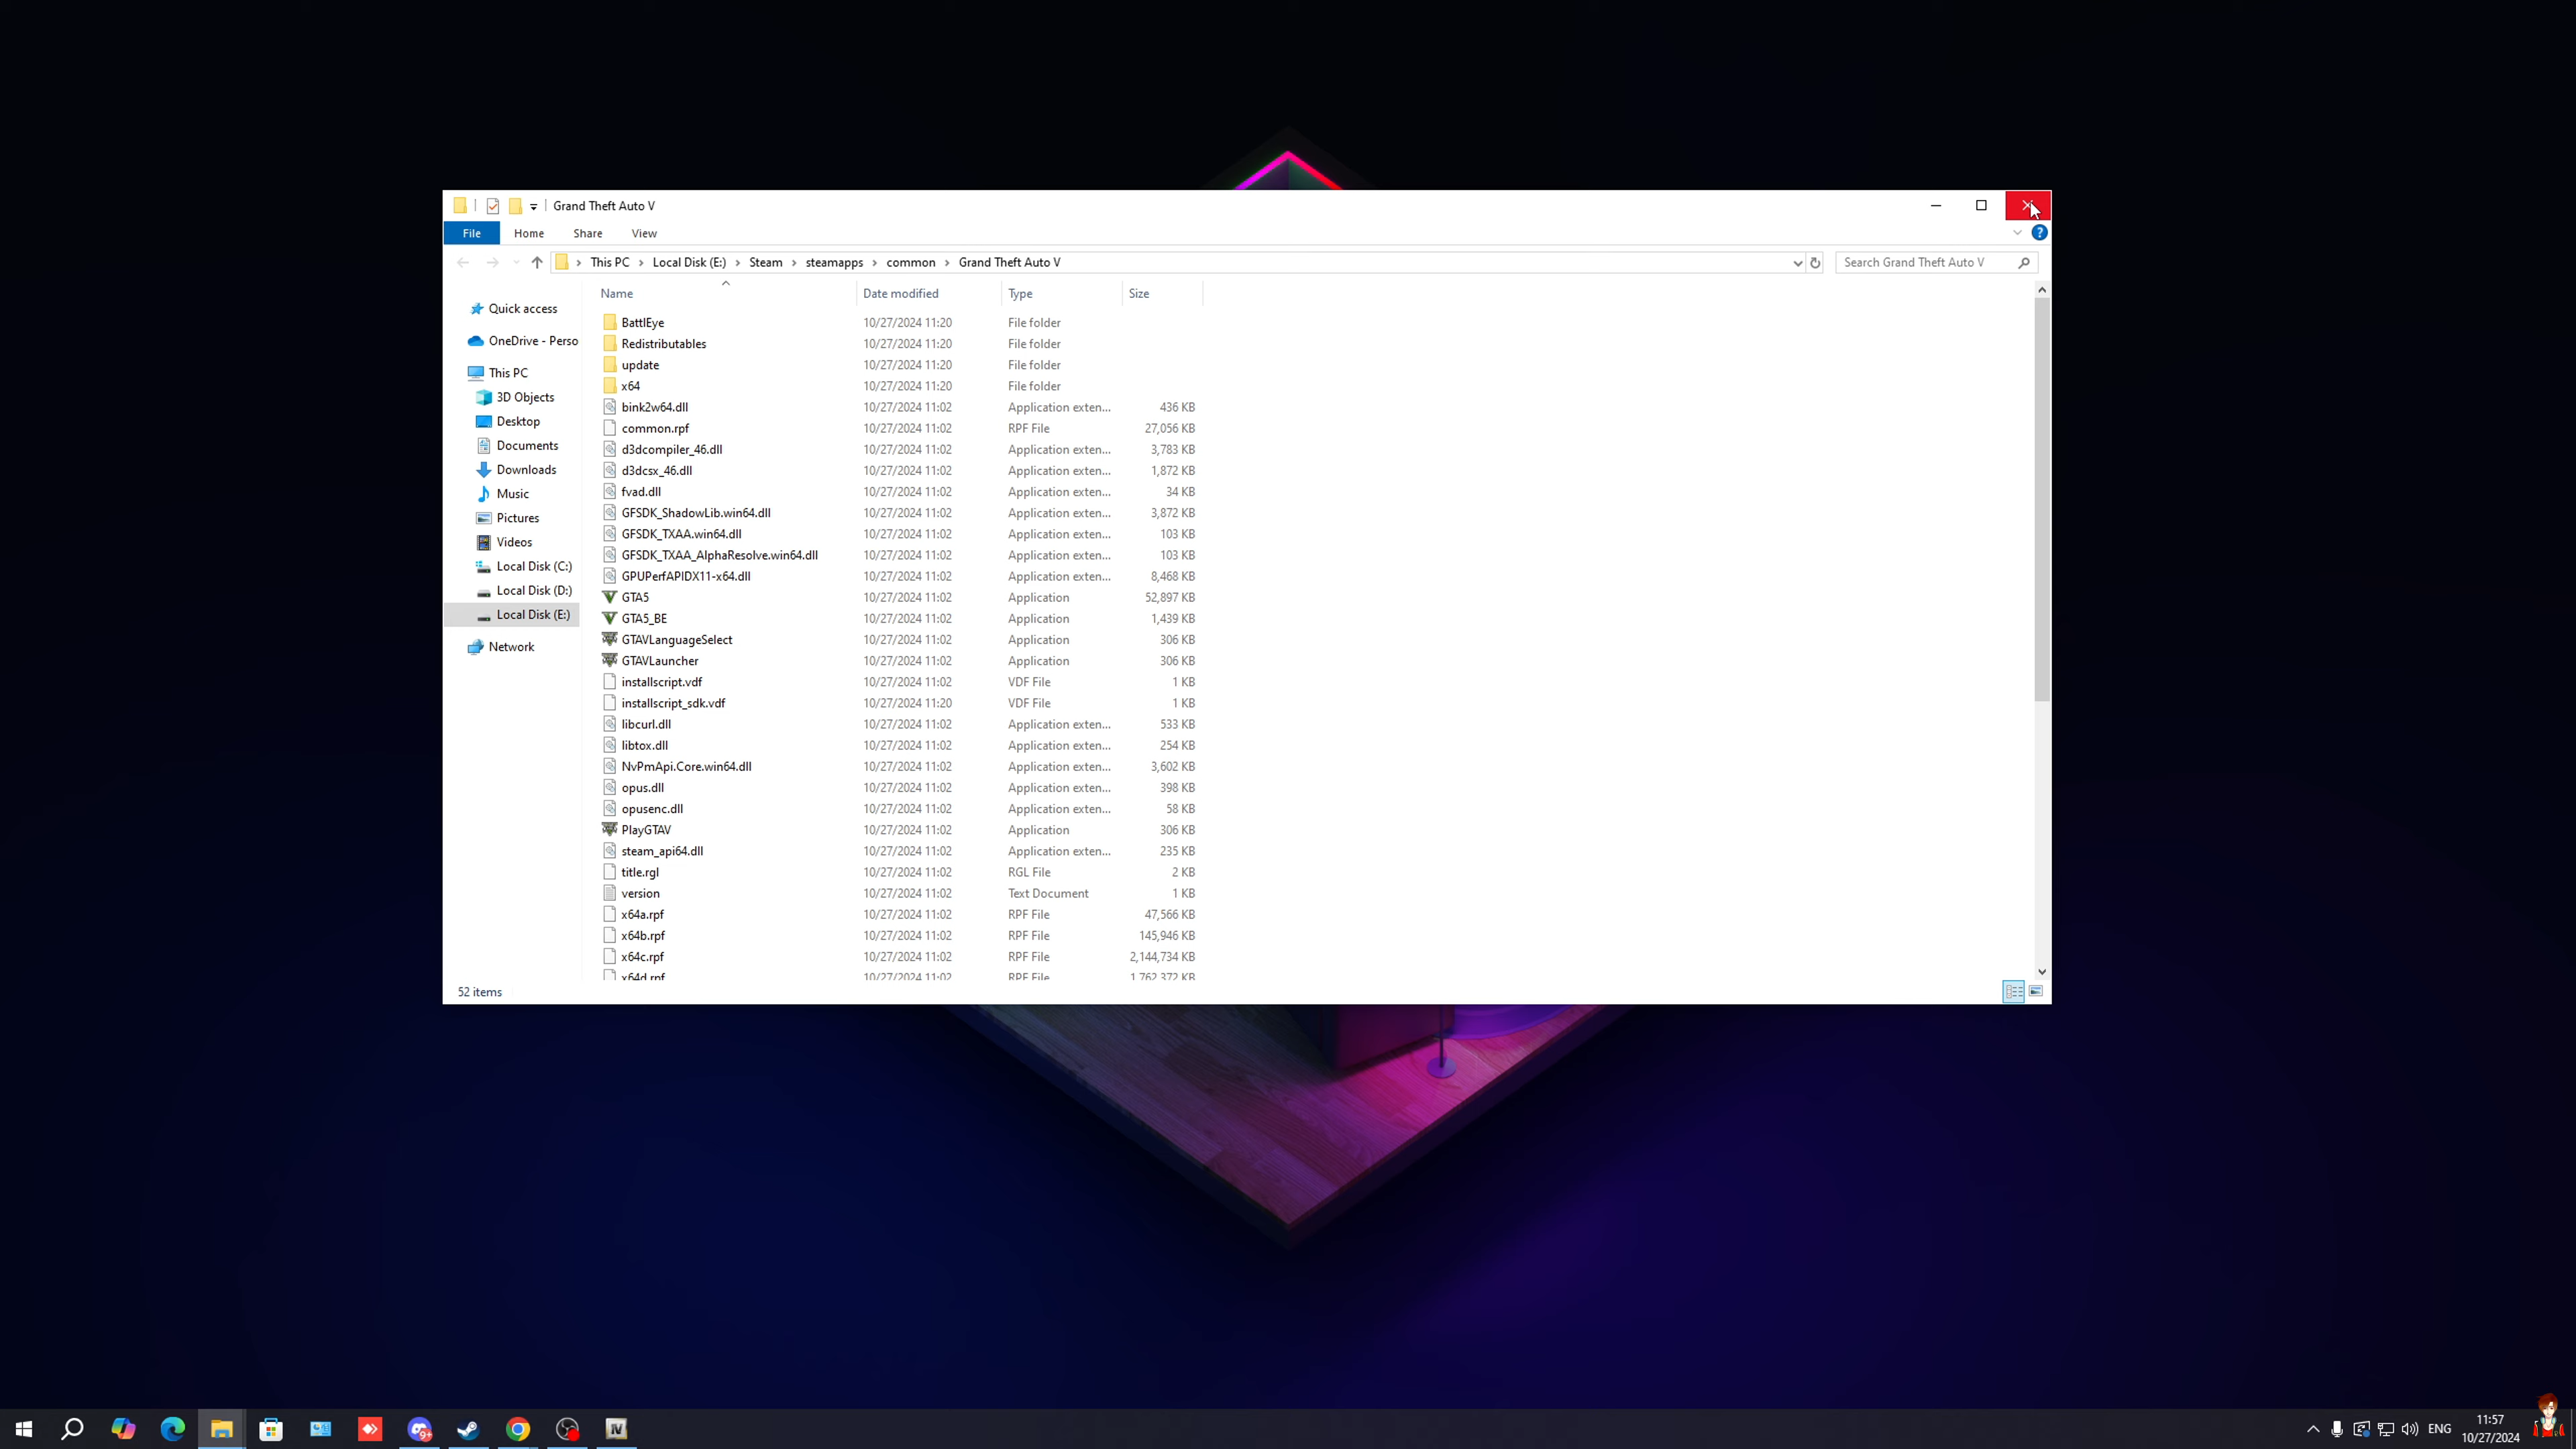 Grand Theft Auto V
File Home Share View
This PC Local Disk (E:) Steam steamapps common Grand Theft Auto V Search Grand Theft Auto V
Name Date modified Type Size
Quick access
OneDrive - Perso
This PC
3D Objects
Desktop
Documents
Downloads
Music
Pictures
Videos
Local Disk (C:)
Local Disk (D:)
Local Disk (E:)
Network
BattlEye 10/27/2024 11:20 File folder
Redistributables 10/27/2024 11:20 File folder
update 10/27/2024 11:20 File folder
x64 10/27/2024 11:20 File folder
bink2w64.dll 10/27/2024 11:02 Application exten... 436 KB
common.rpf 10/27/2024 11:02 RPF File 27,056 KB
d3dcompiler_46.dll 10/27/2024 11:02 Application exten... 3,783 KB
d3dcsx_46.dll 10/27/2024 11:02 Application exten... 1,872 KB
fvad.dll 10/27/2024 11:02 Application exten... 34 KB
GFSDK_ShadowLib.win64.dll 10/27/2024 11:02 Application exten... 3,872 KB
GFSDK_TXAA.win64.dll 10/27/2024 11:02 Application exten... 103 KB
GFSDK_TXAA_AlphaResolve.win64.dll 10/27/2024 11:02 Application exten... 103 KB
GPUPerfAPIDX11-x64.dll 10/27/2024 11:02 Application exten... 8,468 KB
GTA5 10/27/2024 11:02 Application 52,897 KB
GTA5_BE 10/27/2024 11:02 Application 1,439 KB
GTAVLanguageSelect 10/27/2024 11:02 Application 306 KB
GTAVLauncher 10/27/2024 11:02 Application 306 KB
installscript.vdf 10/27/2024 11:02 VDF File 1 KB
installscript_sdk.vdf 10/27/2024 11:20 VDF File 1 KB
libcurl.dll 10/27/2024 11:02 Application exten... 533 KB
libtox.dll 10/27/2024 11:02 Application exten... 254 KB
NvPmApi.Core.win64.dll 10/27/2024 11:02 Application exten... 3,602 KB
opus.dll 10/27/2024 11:02 Application exten... 398 KB
opusenc.dll 10/27/2024 11:02 Application exten... 58 KB
PlayGTAV 10/27/2024 11:02 Application 306 KB
steam_api64.dll 10/27/2024 11:02 Application exten... 235 KB
title.rgl 10/27/2024 11:02 RGL File 2 KB
version 10/27/2024 11:02 Text Document 1 KB
x64a.rpf 10/27/2024 11:02 RPF File 47,566 KB
x64b.rpf 10/27/2024 11:02 RPF File 145,946 KB
x64c.rpf 10/27/2024 11:02 RPF File 2,144,734 KB
x64d.rpf 10/27/2024 11:02 RPF File 1,762,372 KB
52 items
9+
IV
ENG
11:57
10/27/2024